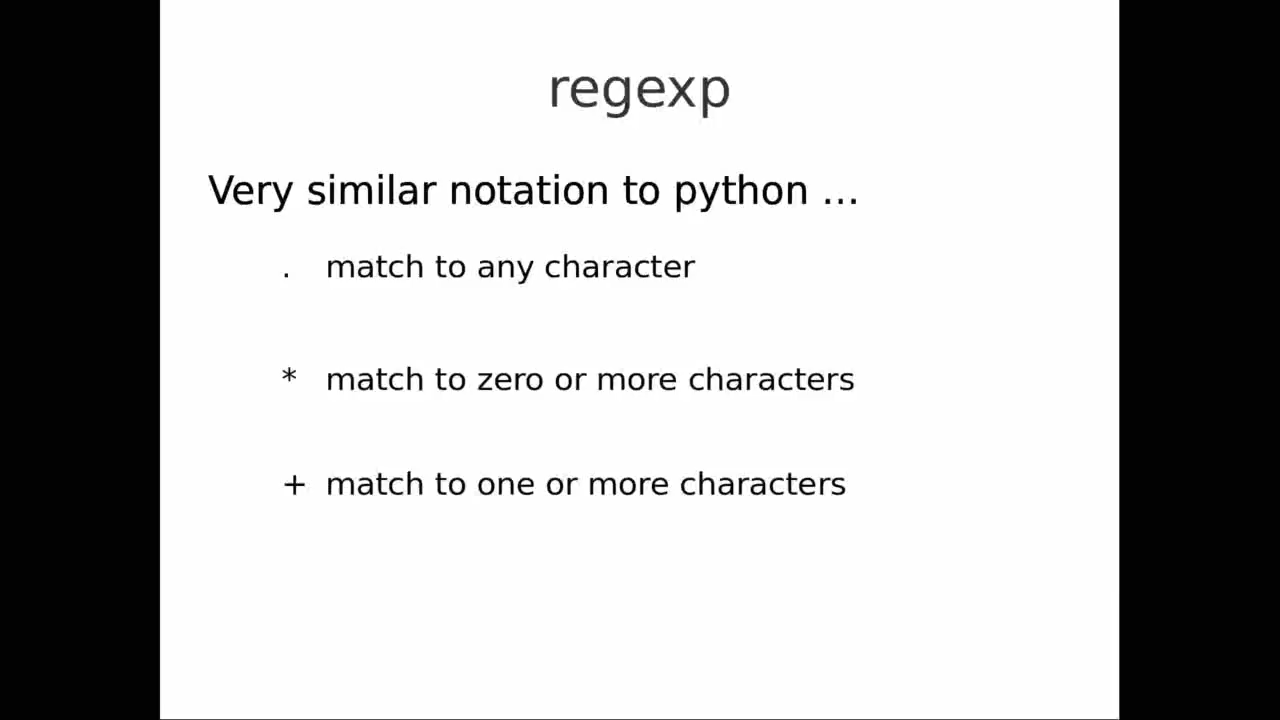 regexp
Very similar notation to python ...
. match to any character
* match to zero or more characters
+ match to one or more characters